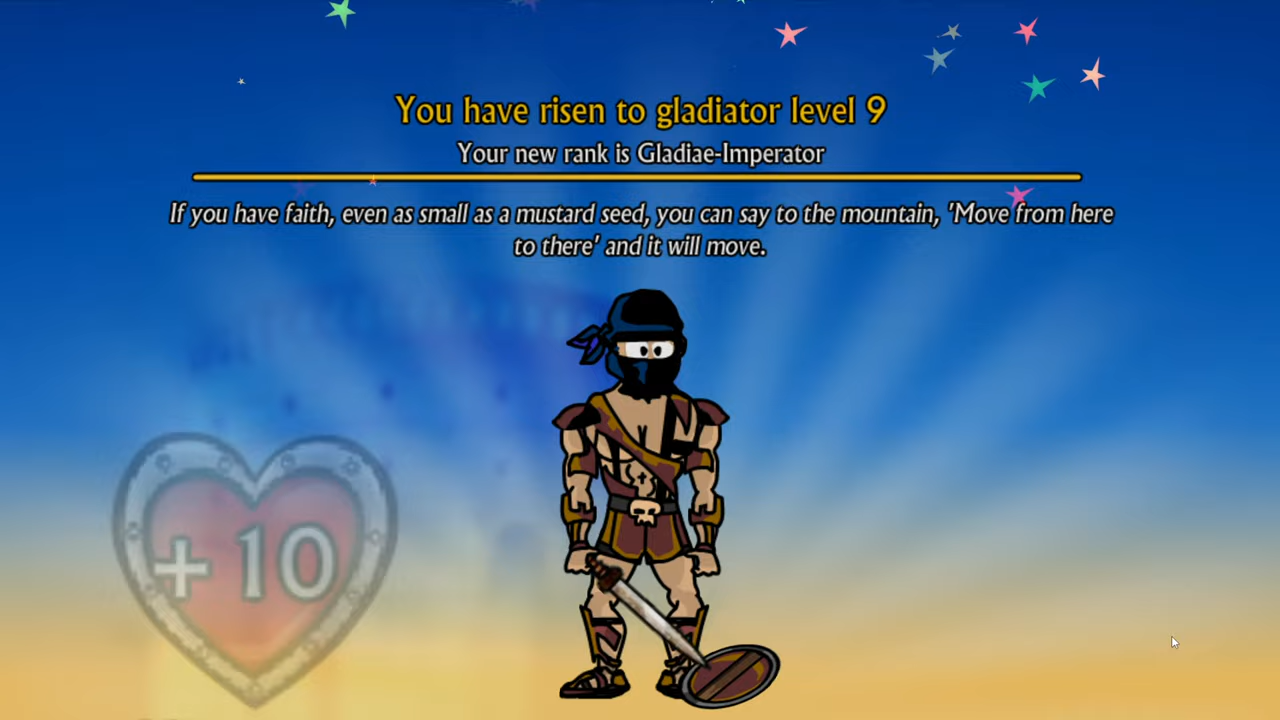 You have risen to gladiator level 9
Your new rank is Gladiae-Imperator
If you have faith, even as small as a mustard seed, you can say to the mountain, 'Move from here
to there' and it will move.
+10